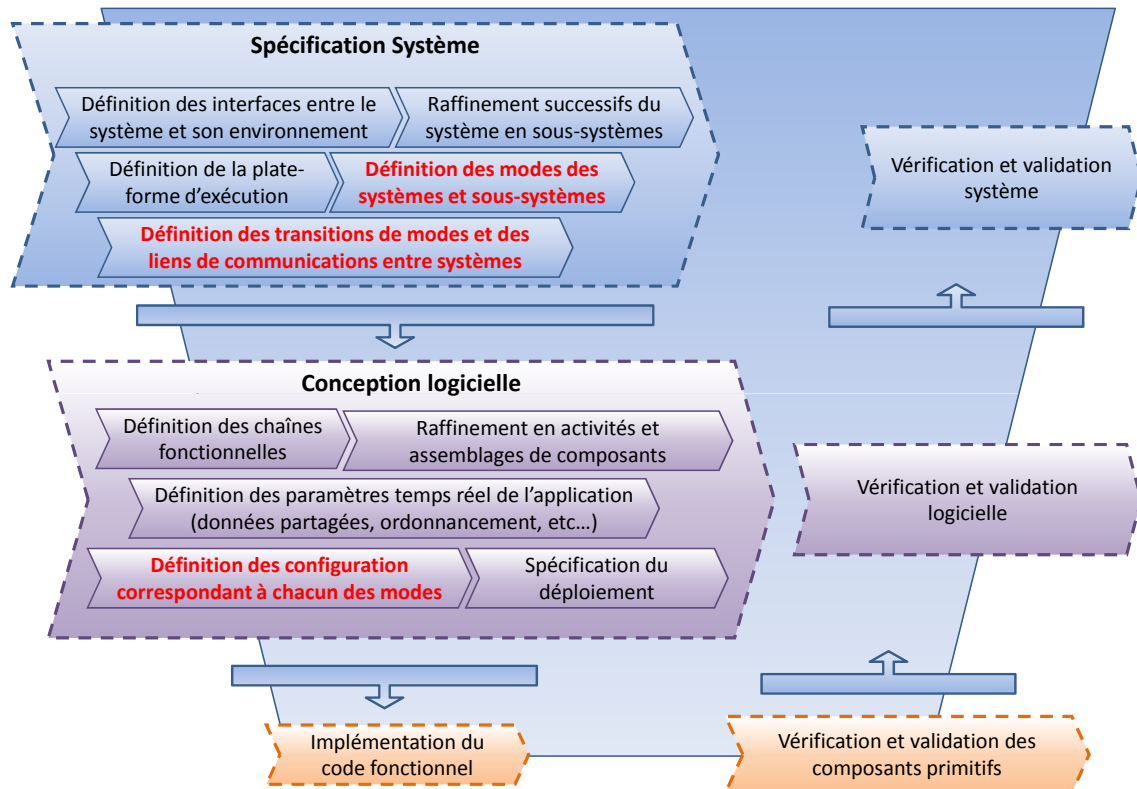 Spécification Système
Définition des interfaces entre le
système et son environnement
Raffinement successifs du
système en sous-systèmes
Définition de la plate-
forme d'exécution
Définition des modes des
systèmes et sous-systèmes
Définition des transitions de modes et des
liens de communications entre systèmes
Vérification et validation
système
Conception logicielle
Définition des chaînes
fonctionnelles
Raffinement en activités et
assemblages de composants
Définition des paramètres temps réel de l'application
(données partagées, ordonnancement, etc…)
Définition des configuration
correspondant à chacun des modes
Spécification du
déploiement
Vérification et validation
logicielle
Implémentation du
code fonctionnel
Vérification et validation des
composants primitifs